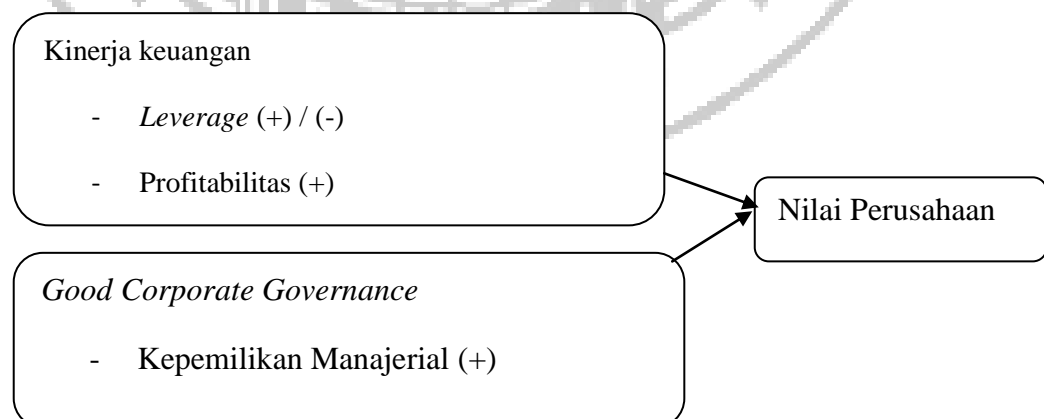 Kinerja keuangan
- Leverage (+) / (-)
- Profitabilitas (+)
Nilai Perusahaan
Good Corporate Governance
- Kepemilikan Manajerial (+)